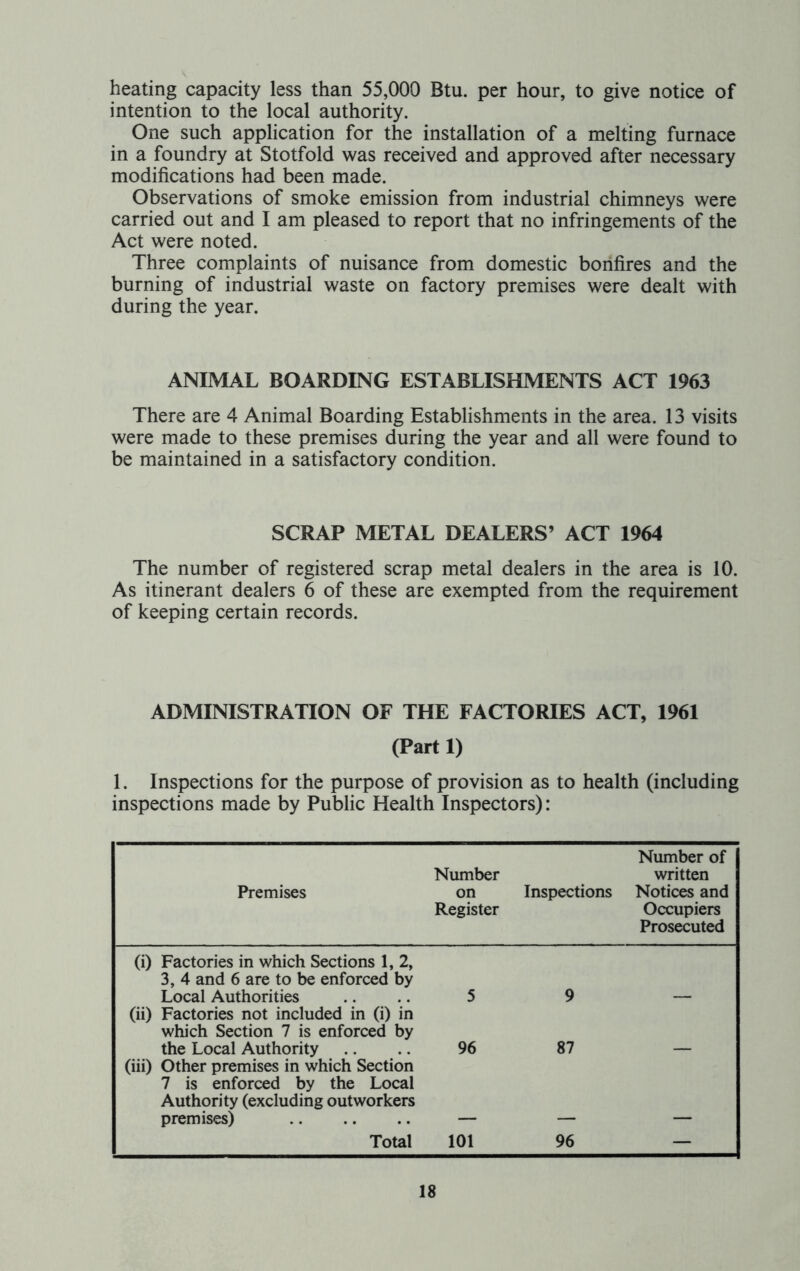 heating capacity less than 55,000 Btu. per hour, to give notice of
intention to the local authority.
One such application for the installation of a melting furnace
in a foundry at Stotfold was received and approved after necessary
modifications had been made.
Observations of smoke emission from industrial chimneys were
carried out and I am pleased to report that no infringements of the
Act were noted.
Three complaints of nuisance from domestic bonfires and the
burning of industrial waste on factory premises were dealt with
during the year.
ANIMAL BOARDING ESTABLISHMENTS ACT 1963
There are 4 Animal Boarding Establishments in the area. 13 visits
were made to these premises during the year and all were found to
be maintained in a satisfactory condition.
SCRAP METAL DEALERS' ACT 1964
The number of registered scrap metal dealers in the area is 10.
As itinerant dealers 6 of these are exempted from the requirement
of keeping certain records.
ADMINISTRATION OF THE FACTORIES ACT, 1961
(Part 1)
1. Inspections for the purpose of provision as to health (including
inspections made by Public Health Inspectors):
Number of
Number written
Premises on Inspections Notices and
Register Occupiers
Prosecuted
(i) Factories in which Sections 1, 2,
3, 4 and 6 are to be enforced by
Local Authorities .. .. 5 9 —
(ii) Factories not included in (i) in
which Section 7 is enforced by
the Local Authority .. .. 96 87 —
(iii) Other premises in which Section
7 is enforced by the Local
Authority (excluding outworkers
premises) .. .. .. — — —
Total 101 96 —
18